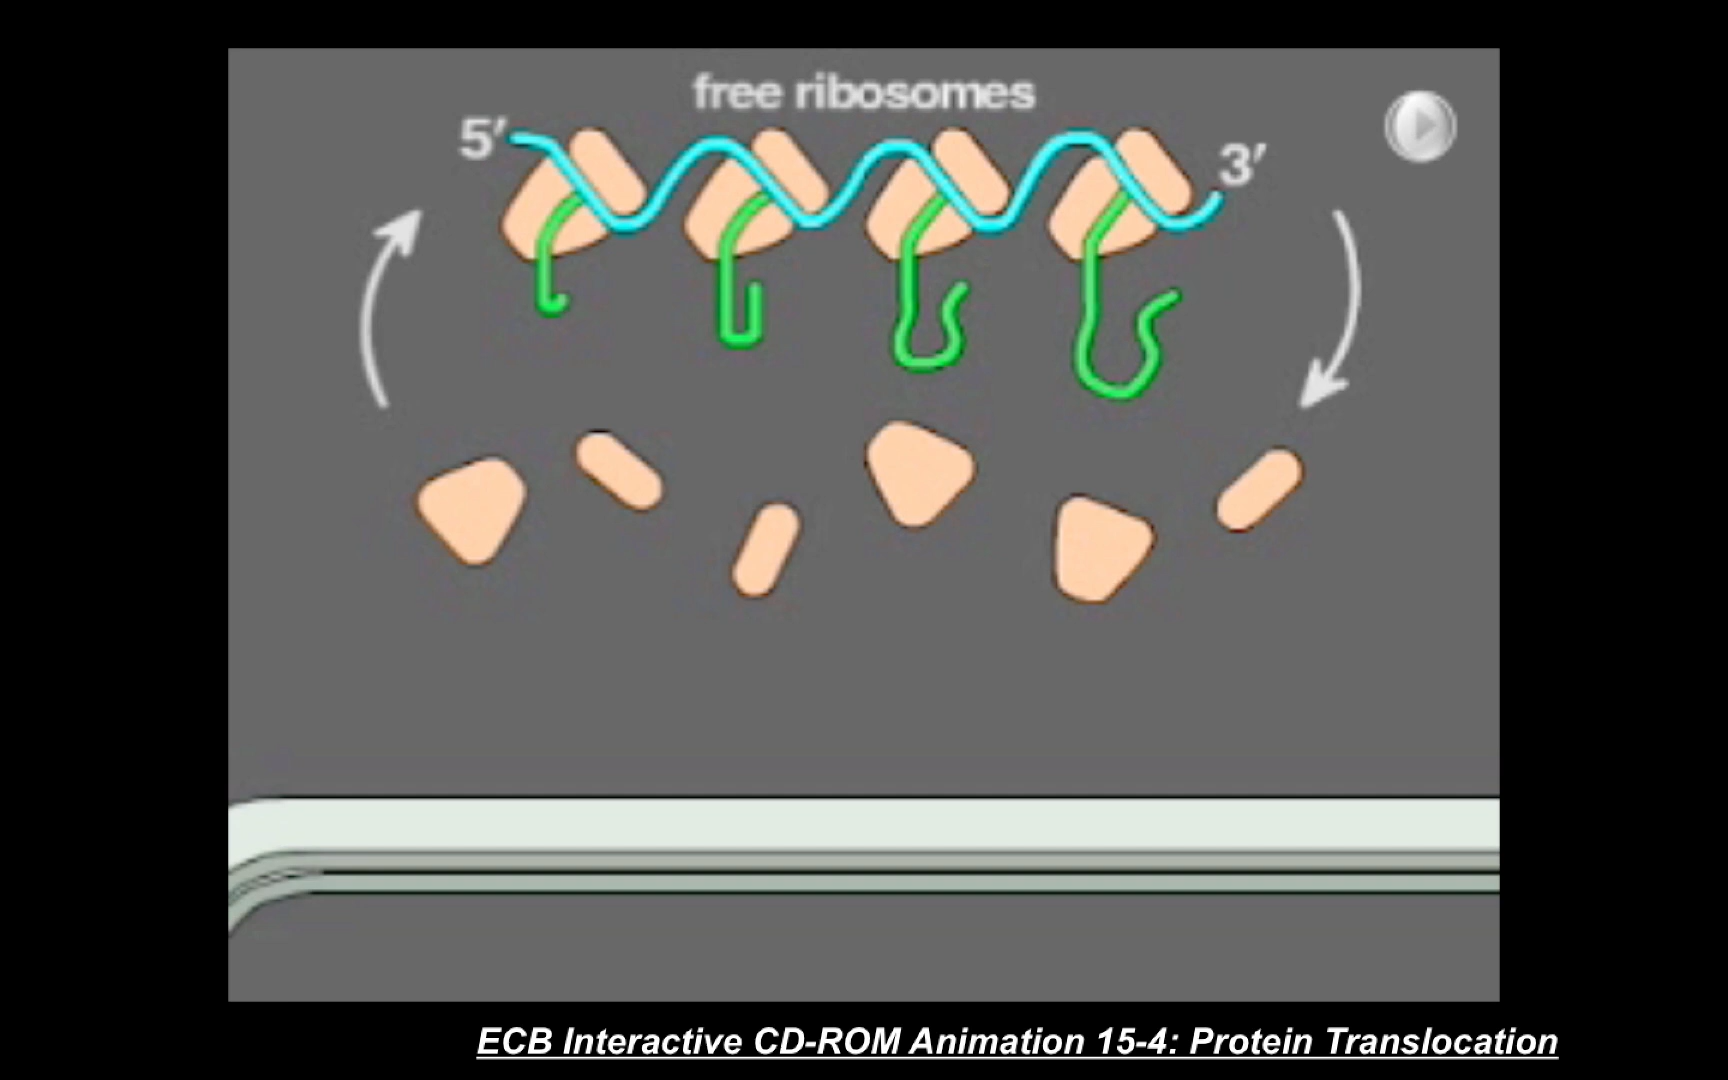 free ribosomes
5′
3′
ECB Interactive CD-ROM Animation 15-4: Protein Translocation